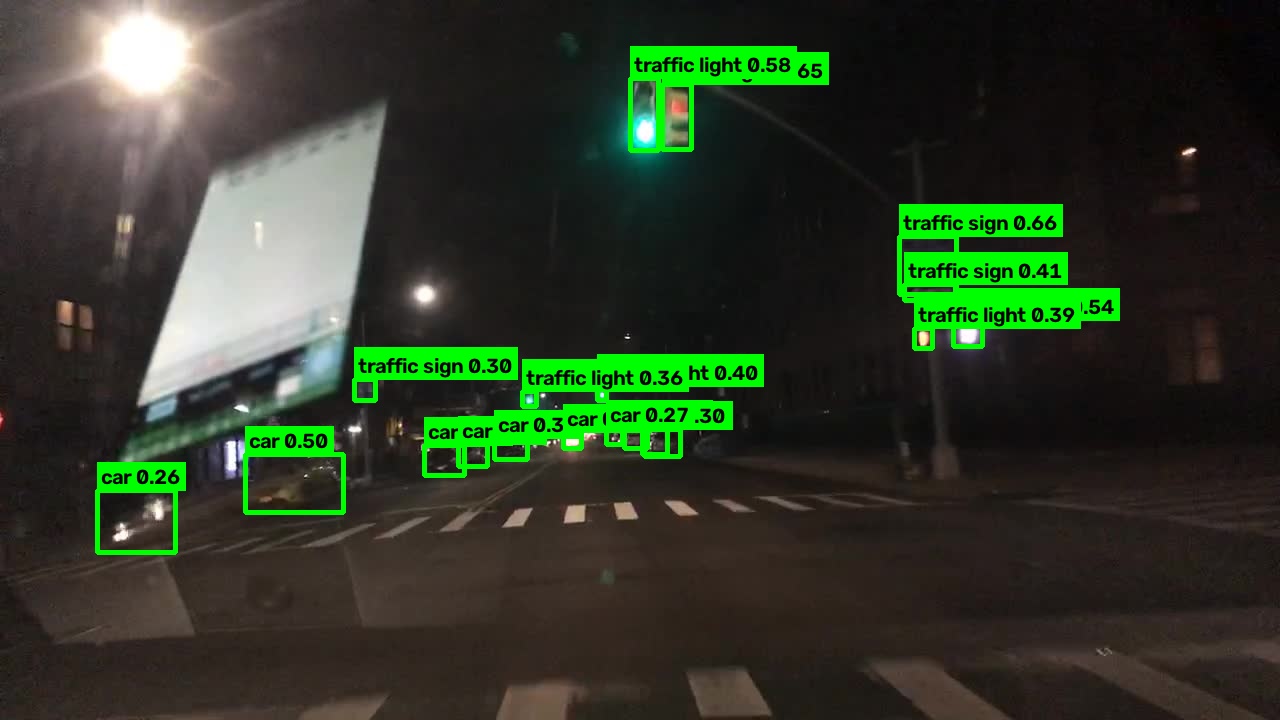 traffic light 0.58 65
traffic sign 0.66
traffic sign 0.41
traffic light 0.39 .54
traffic sign 0.30
traffic light 0.36 ht 0.40
car car car 0.3 car car 0.27 .30
car 0.50
car 0.26